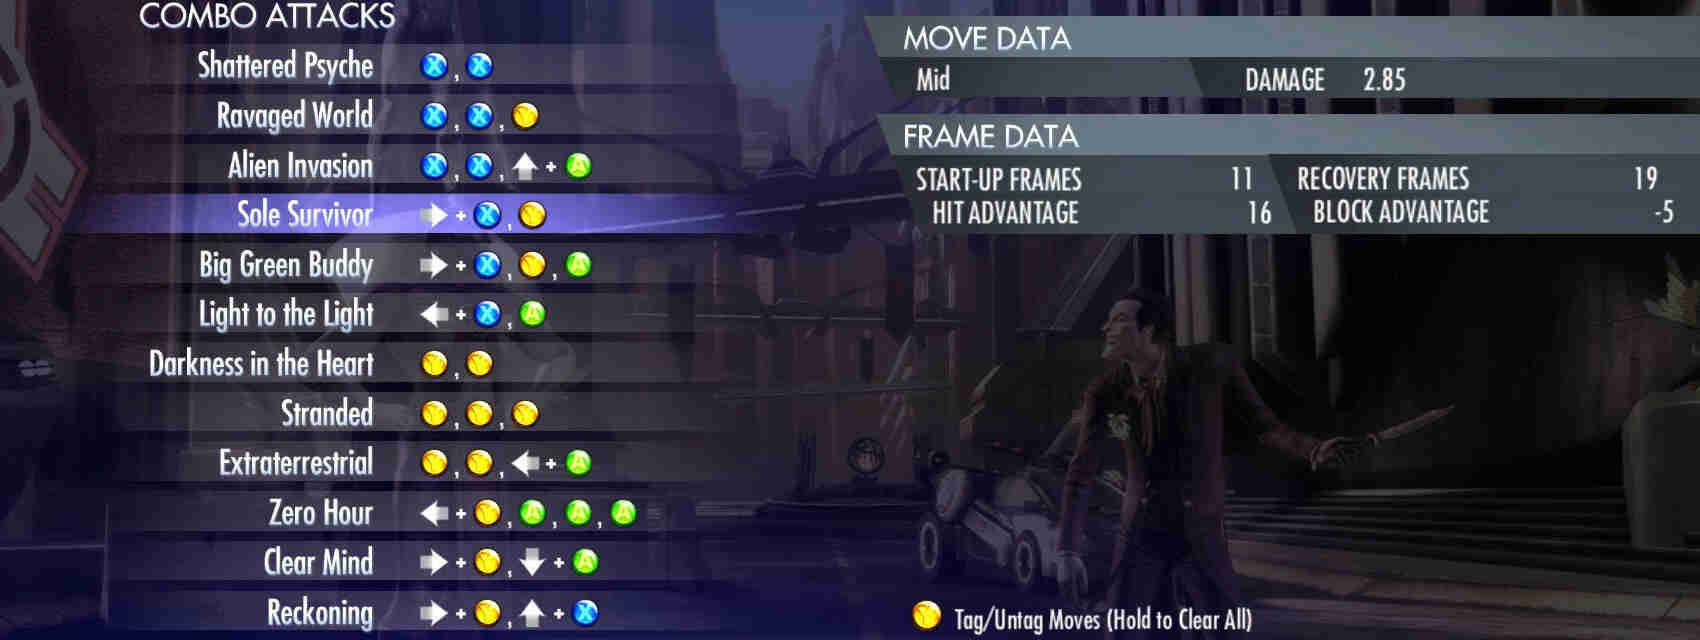 COMBO ATTACKS
Shattered Psyche X, X
Ravaged World X, X, Y
Alien Invasion X, X, + A
Sole Survivor + X, Y
Big Green Buddy + X, Y, A
Light to the Light + X, A
Darkness in the Heart Y, Y
Stranded Y, Y, Y
Extraterrestrial Y, Y, + A
Zero Hour + Y, A, A, A
Clear Mind + Y, + A
Reckoning + Y, + X
MOVE DATA
Mid DAMAGE 2.85
FRAME DATA
START-UP FRAMES 11 RECOVERY FRAMES 19
HIT ADVANTAGE 16 BLOCK ADVANTAGE -5
Y Tag/Untag Moves (Hold to Clear All)